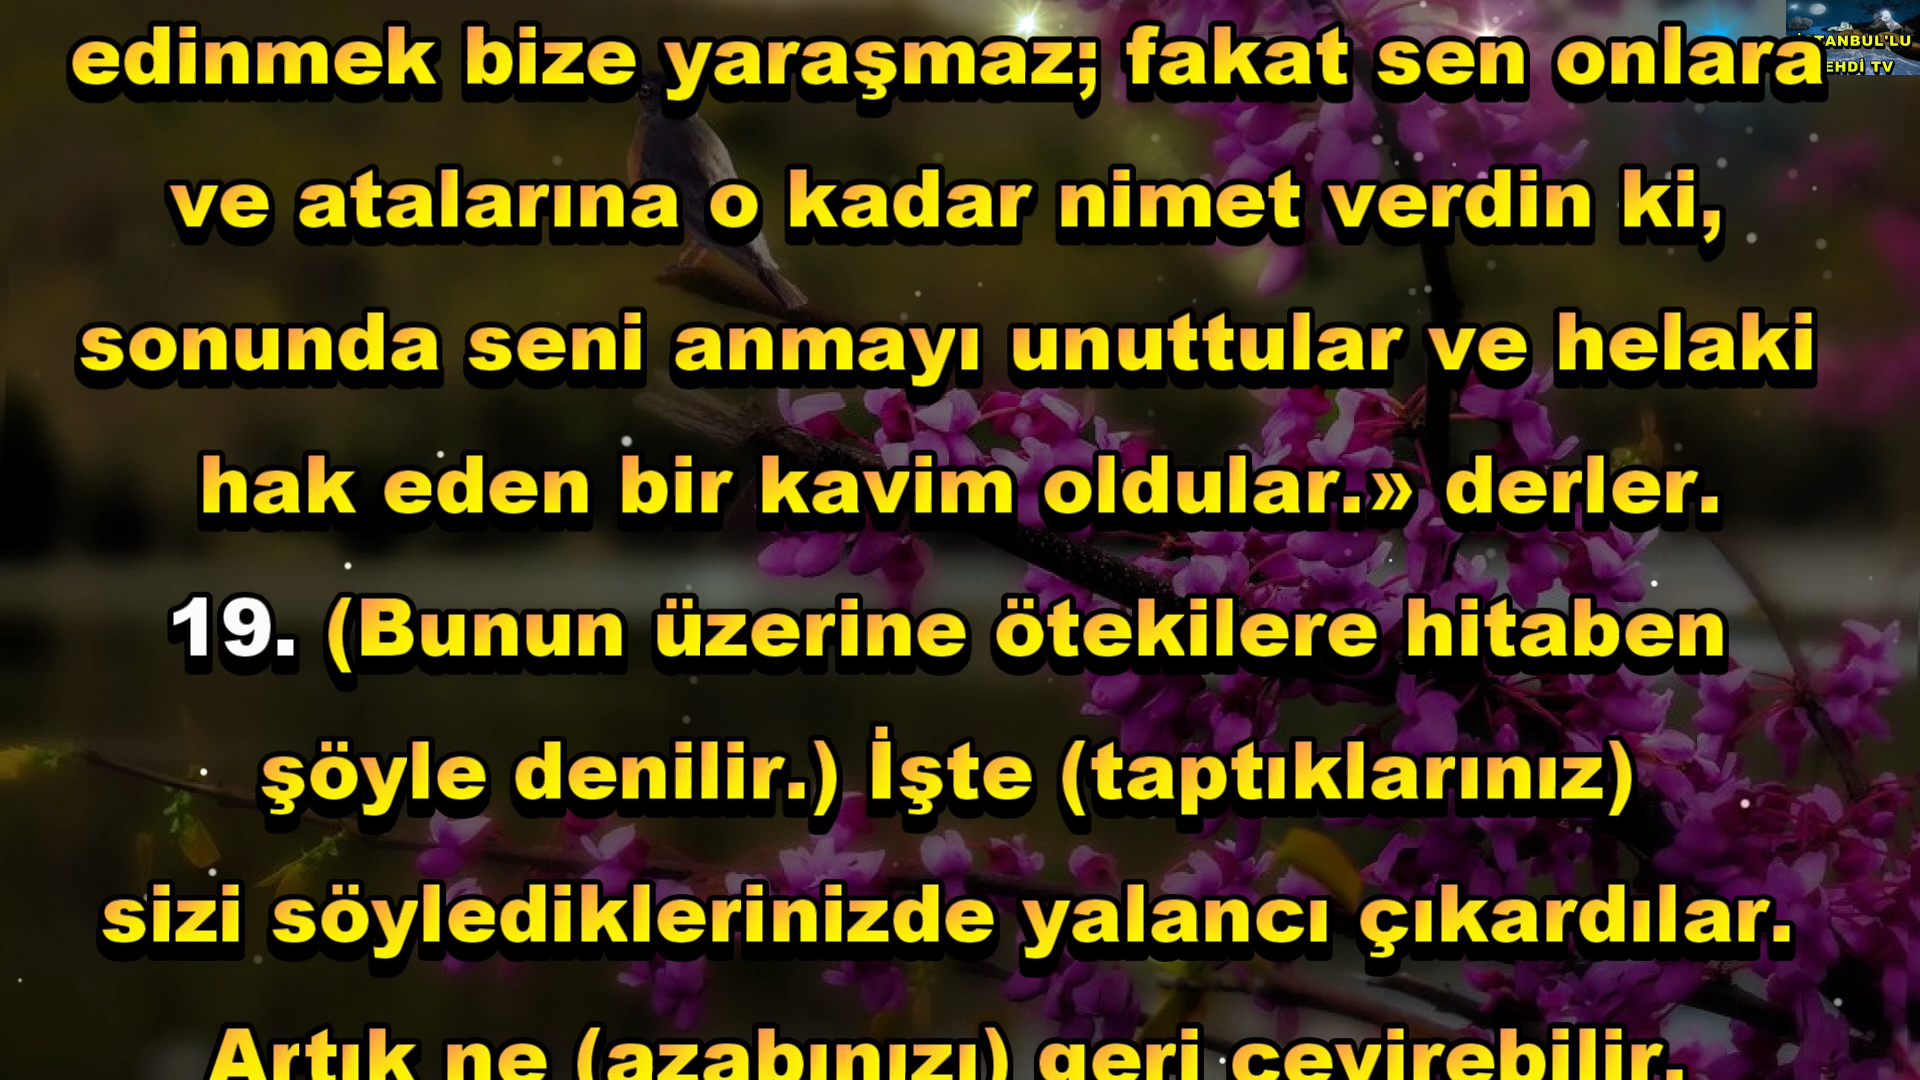 edinmek bize yaraşmaz; fakat sen onlara
ve atalarına o kadar nimet verdin ki,
sonunda seni anmayı unuttular ve helaki
hak eden bir kavim oldular.» derler.
19. (Bunun üzerine ötekilere hitaben
şöyle denilir.) İşte (taptıklarınız)
sizi söylediklerinizde yalancı çıkardılar.
Artık ne (azabınızı) geri çevirebilir,
TV